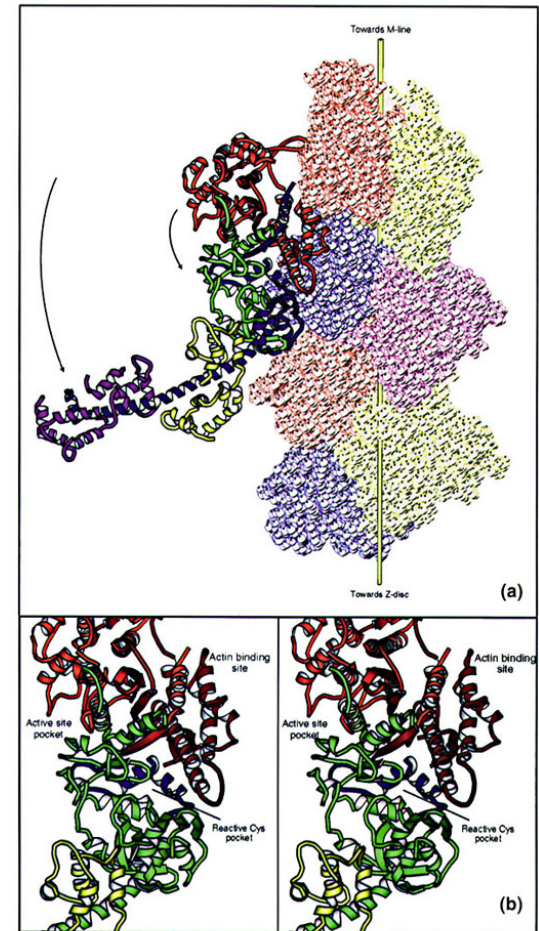 Towards M-line
Towards Z-disc
(a)
Actin binding
site
Active site
pocket
Reactive Cys
pocket
Actin binding
site
Active site
pocket
Reactive Cys
pocket
(b)